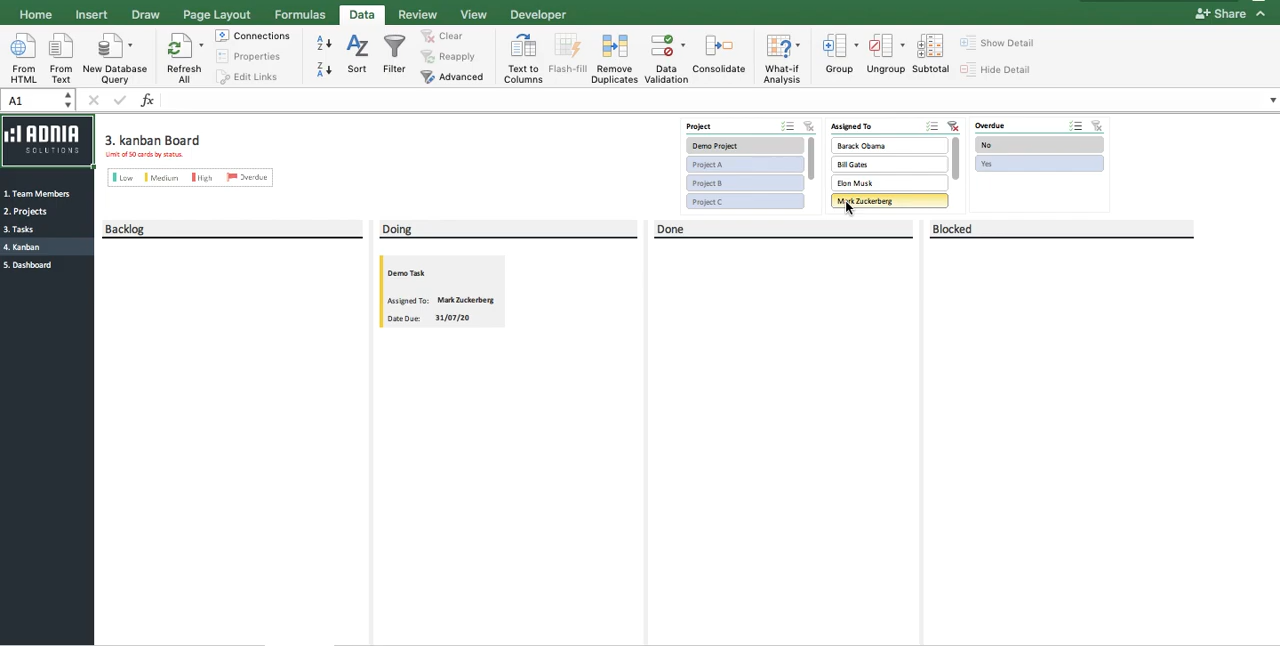 Home Insert Draw Page Layout Formulas Data Review View Developer Share
From HTML
From Text
New Database Query
Refresh All
Connections
Properties
Edit Links
Sort
Filter
Clear
Reapply
Advanced
Text to Columns
Flash-fill
Remove Duplicates
Data Validation
Consolidate
What-if Analysis
Group
Ungroup
Subtotal
Show Detail
Hide Detail
A1
fx
ADNIA
SOLUTIONS
1. Team Members
2. Projects
3. Tasks
4. Kanban
5. Dashboard
3. kanban Board
Limit of 50 cards by status.
Low Medium High Overdue
Project
Demo Project
Project A
Project B
Project C
Assigned To
Barack Obama
Bill Gates
Elon Musk
Mark Zuckerberg
Overdue
No
Yes
Backlog
Doing
Done
Blocked
Demo Task
Assigned To: Mark Zuckerberg
Date Due: 31/07/20